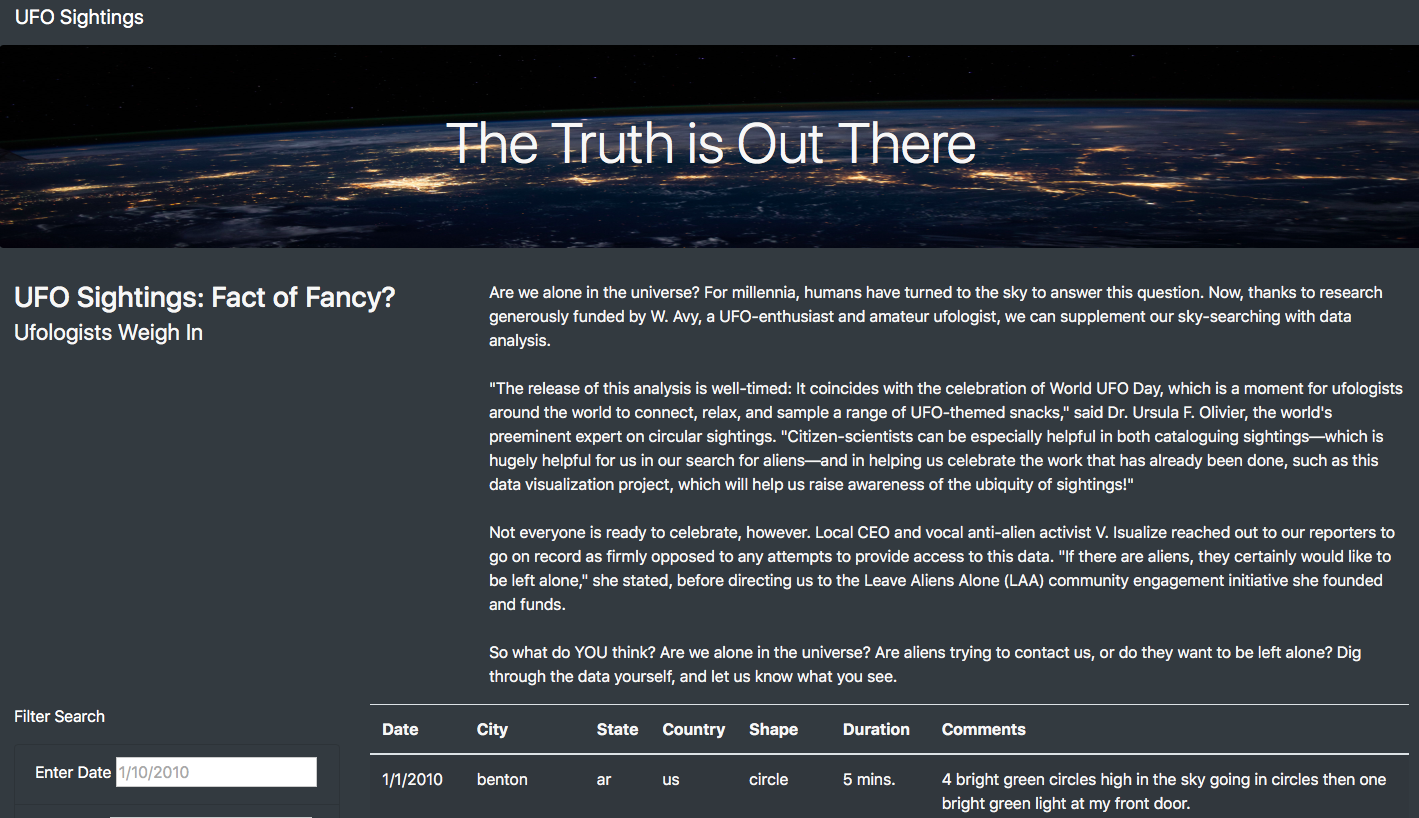 UFO Sightings
The Truth is Out There
UFO Sightings: Fact of Fancy?
Ufologists Weigh In
Are we alone in the universe? For millennia, humans have turned to the sky to answer this question. Now, thanks to research
generously funded by W. Avy, a UFO-enthusiast and amateur ufologist, we can supplement our sky-searching with data
analysis.
"The release of this analysis is well-timed: It coincides with the celebration of World UFO Day, which is a moment for ufologists
around the world to connect, relax, and sample a range of UFO-themed snacks," said Dr. Ursula F. Olivier, the world's
preeminent expert on circular sightings. "Citizen-scientists can be especially helpful in both cataloguing sightings—which is
hugely helpful for us in our search for aliens—and in helping us celebrate the work that has already been done, such as this
data visualization project, which will help us raise awareness of the ubiquity of sightings!"
Not everyone is ready to celebrate, however. Local CEO and vocal anti-alien activist V. Isualize reached out to our reporters to
go on record as firmly opposed to any attempts to provide access to this data. "If there are aliens, they certainly would like to
be left alone," she stated, before directing us to the Leave Aliens Alone (LAA) community engagement initiative she founded
and funds.
So what do YOU think? Are we alone in the universe? Are aliens trying to contact us, or do they want to be left alone? Dig
through the data yourself, and let us know what you see.
Filter Search
Enter Date 1/10/2010
Date City State Country Shape Duration Comments
1/1/2010 benton ar us circle 5 mins. 4 bright green circles high in the sky going in circles then one
bright green light at my front door.